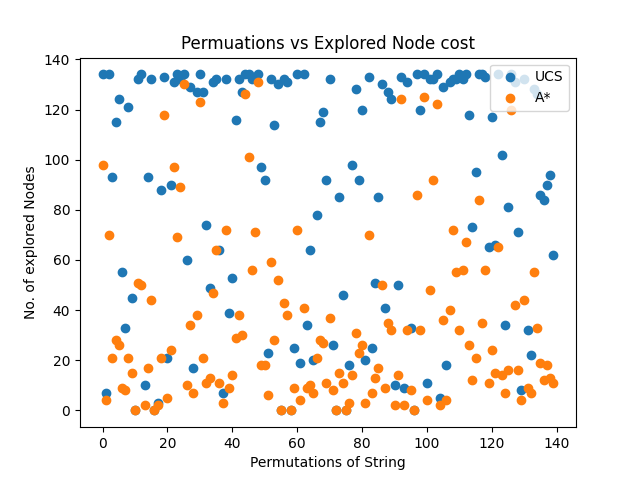 Permuations vs Explored Node cost
UCS
A*
No. of explored Nodes
140
120
100
80
60
40
20
0
0 20 40 60 80 100 120 140
Permutations of String